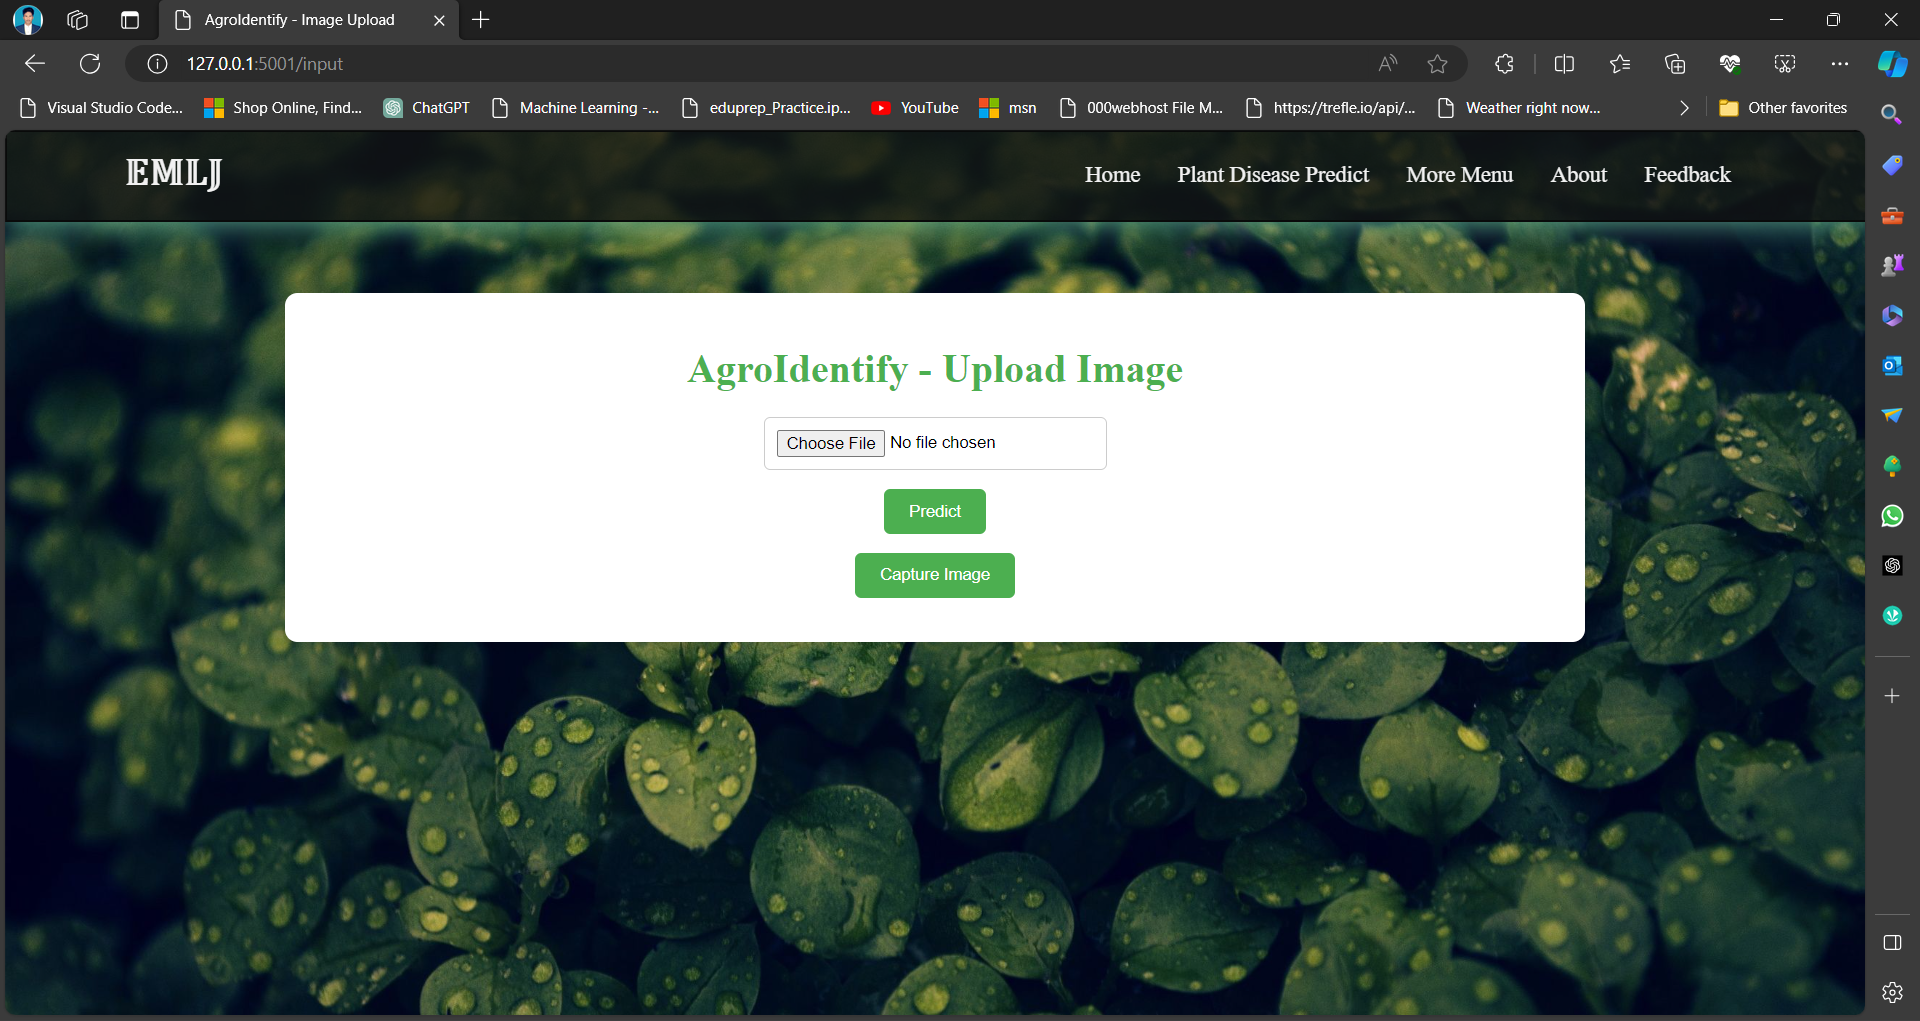 AgroIdentify - Image Upload
127.0.0.1:5001/input
Visual Studio Code... Shop Online, Find... ChatGPT Machine Learning -... eduprep_Practice.ip... YouTube msn 000webhost File M... https://trefle.io/api/... Weather right now... Other favorites
EMLJ Home Plant Disease Predict More Menu About Feedback
AgroIdentify - Upload Image
Choose File No file chosen
Predict
Capture Image